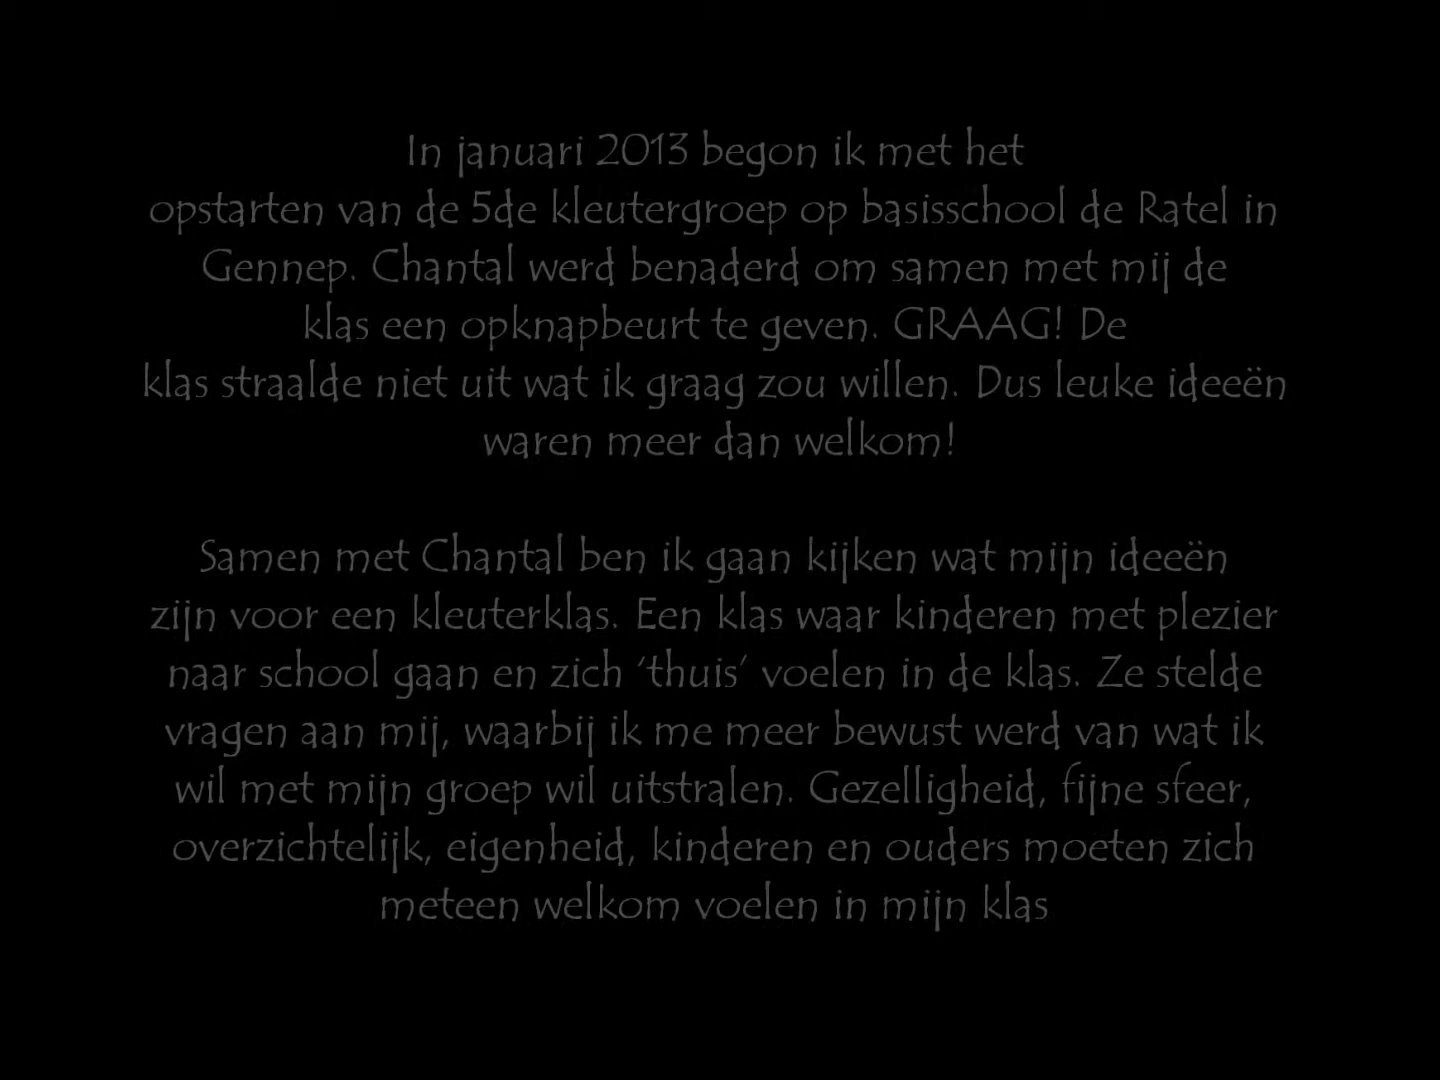 In januari 2013 begon ik met het
opstarten van de 5de kleutergroep op basisschool de Ratel in
Gennep. Chantal werd benaderd om samen met mij de
klas een opknapbeurt te geven. GRAAG! De
klas straalde niet uit wat ik graag zou willen. Dus leuke ideeën
waren meer dan welkom!
Samen met Chantal ben ik gaan kijken wat mijn ideeën
zijn voor een kleuterklas. Een klas waar kinderen met plezier
naar school gaan en zich ‘thuis’ voelen in de klas. Ze stelde
vragen aan mij, waarbij ik me meer bewust werd van wat ik
wil met mijn groep wil uitstralen. Gezelligheid, fijne sfeer,
overzichtelijk, eigenheid, kinderen en ouders moeten zich
meteen welkom voelen in mijn klas